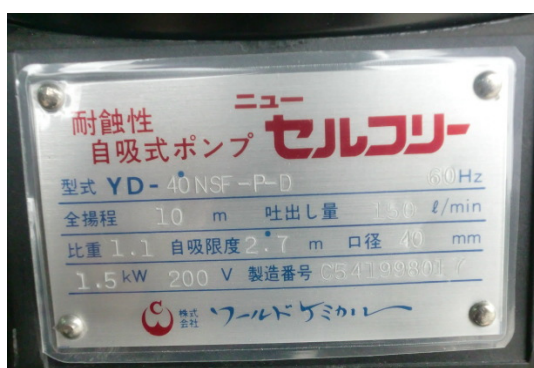 ニュー
耐蝕性
自吸式ポンプ セルコリー
型式 YD-40NSF-P-D 60Hz
全揚程 10 m 吐出し量 ℓ/min
比重 1.1 自吸限度 2.7 m 口径 40 mm
1.5 kW 200 V 製造番号
株式会社 ワールドケミカル